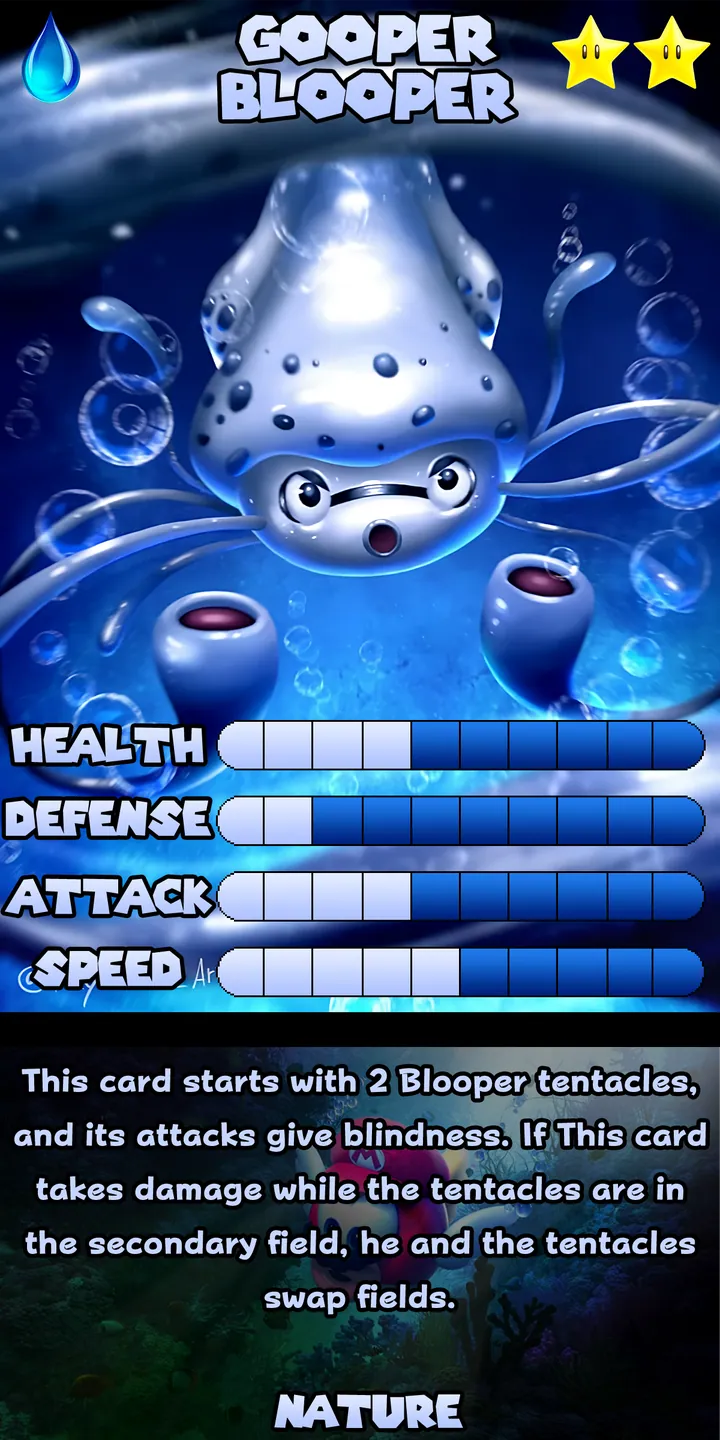 GOOPER
BLOOPER
HEALTH
DEFENSE
ATTACK
SPEED
This card starts with 2 Blooper tentacles,
and its attacks give blindness. If This card
takes damage while the tentacles are in
the secondary field, he and the tentacles
swap fields.
NATURE